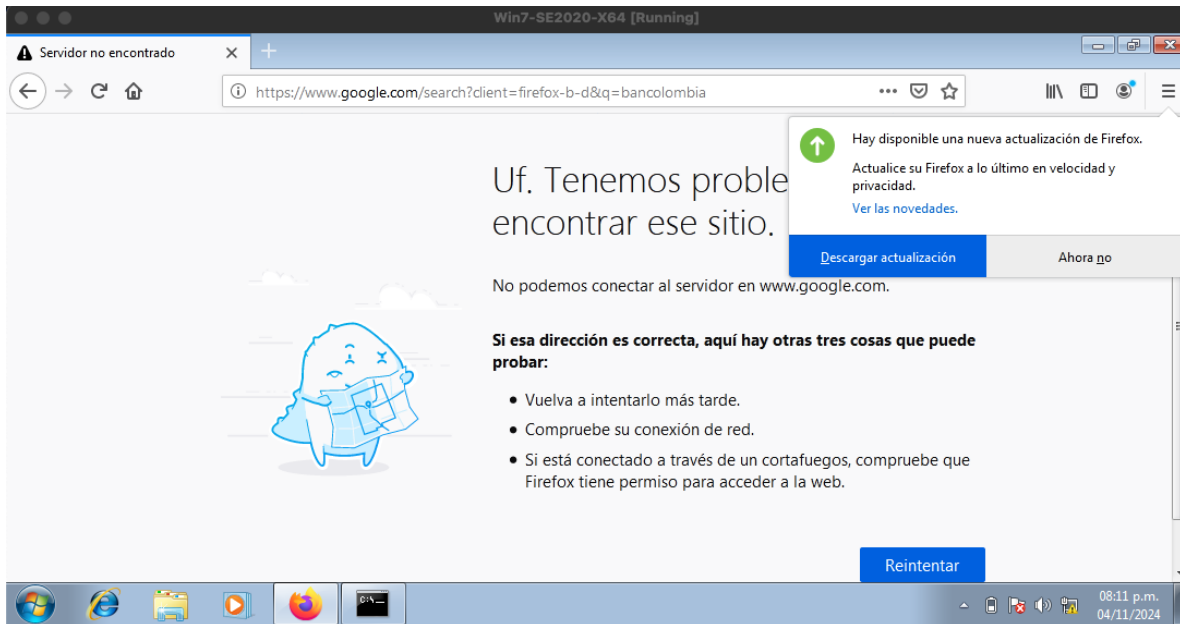 Win7-SE2020-X64 [Running]
Servidor no encontrado
https://www.google.com/search?client=firefox-b-d&q=bancolombia
Hay disponible una nueva actualización de Firefox.
Actualice su Firefox a lo último en velocidad y
privacidad.
Ver las novedades.
Descargar actualización
Ahora no
Uf. Tenemos proble
encontrar ese sitio.
No podemos conectar al servidor en www.google.com.
Si esa dirección es correcta, aquí hay otras tres cosas que puede
probar:
• Vuelva a intentarlo más tarde.
• Compruebe su conexión de red.
• Si está conectado a través de un cortafuegos, compruebe que
Firefox tiene permiso para acceder a la web.
Reintentar
08:11 p.m.
04/11/2024